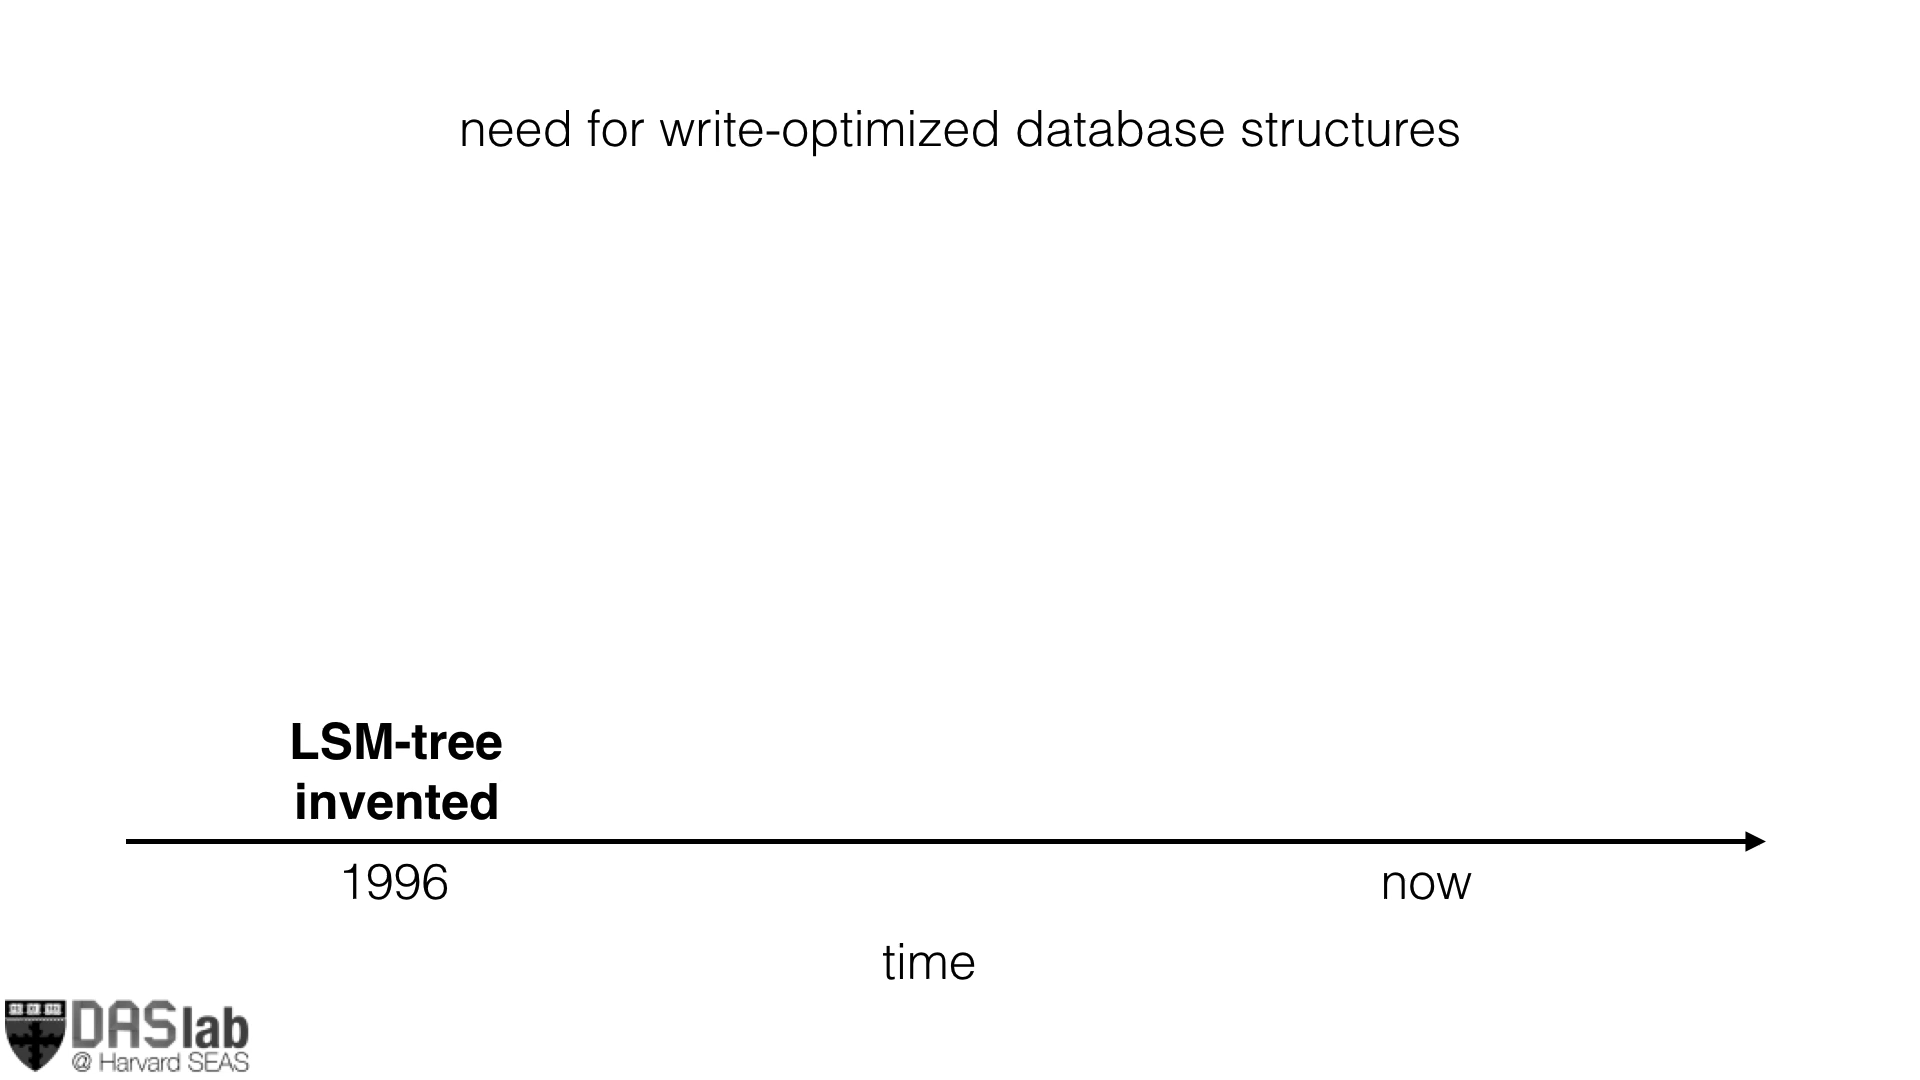 need for write-optimized database structures
LSM-tree
invented
1996
now
time
DASlab
@ Harvard SEAS